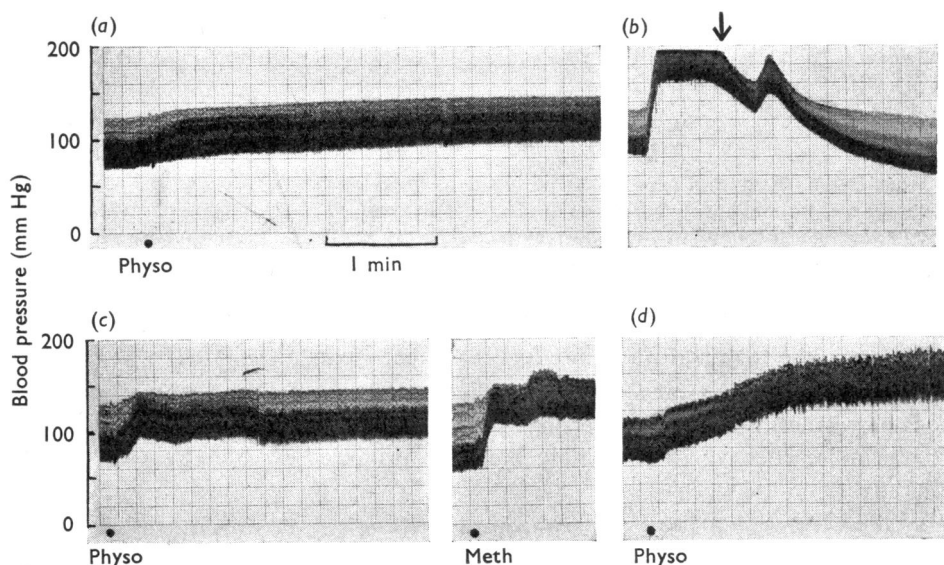 (a)
(b)
200
100
0
Physo
1 min
Blood pressure (mm Hg)
(c)
(d)
200
100
0
Physo
Meth
Physo